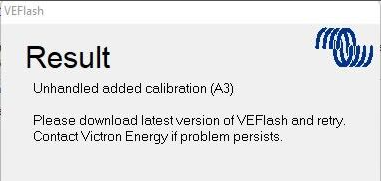 VEFlash
Result
Unhandled added calibration (A3)
Please download latest version of VEFlash and retry.
Contact Victron Energy if problem persists.